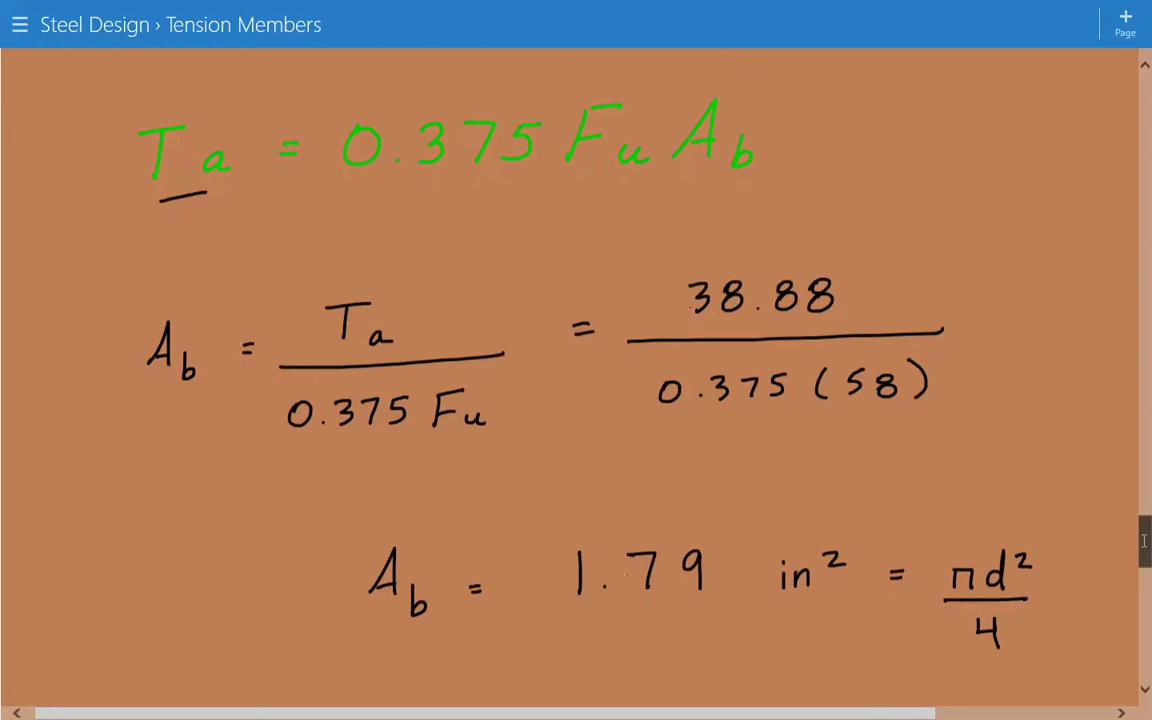 ☰ Steel Design › Tension Members
+
Page
Ta = 0.375 Fu Ab
Ab = Ta / 0.375 Fu = 38.88 / 0.375 (58)
Ab = 1.79 in² = πd² / 4